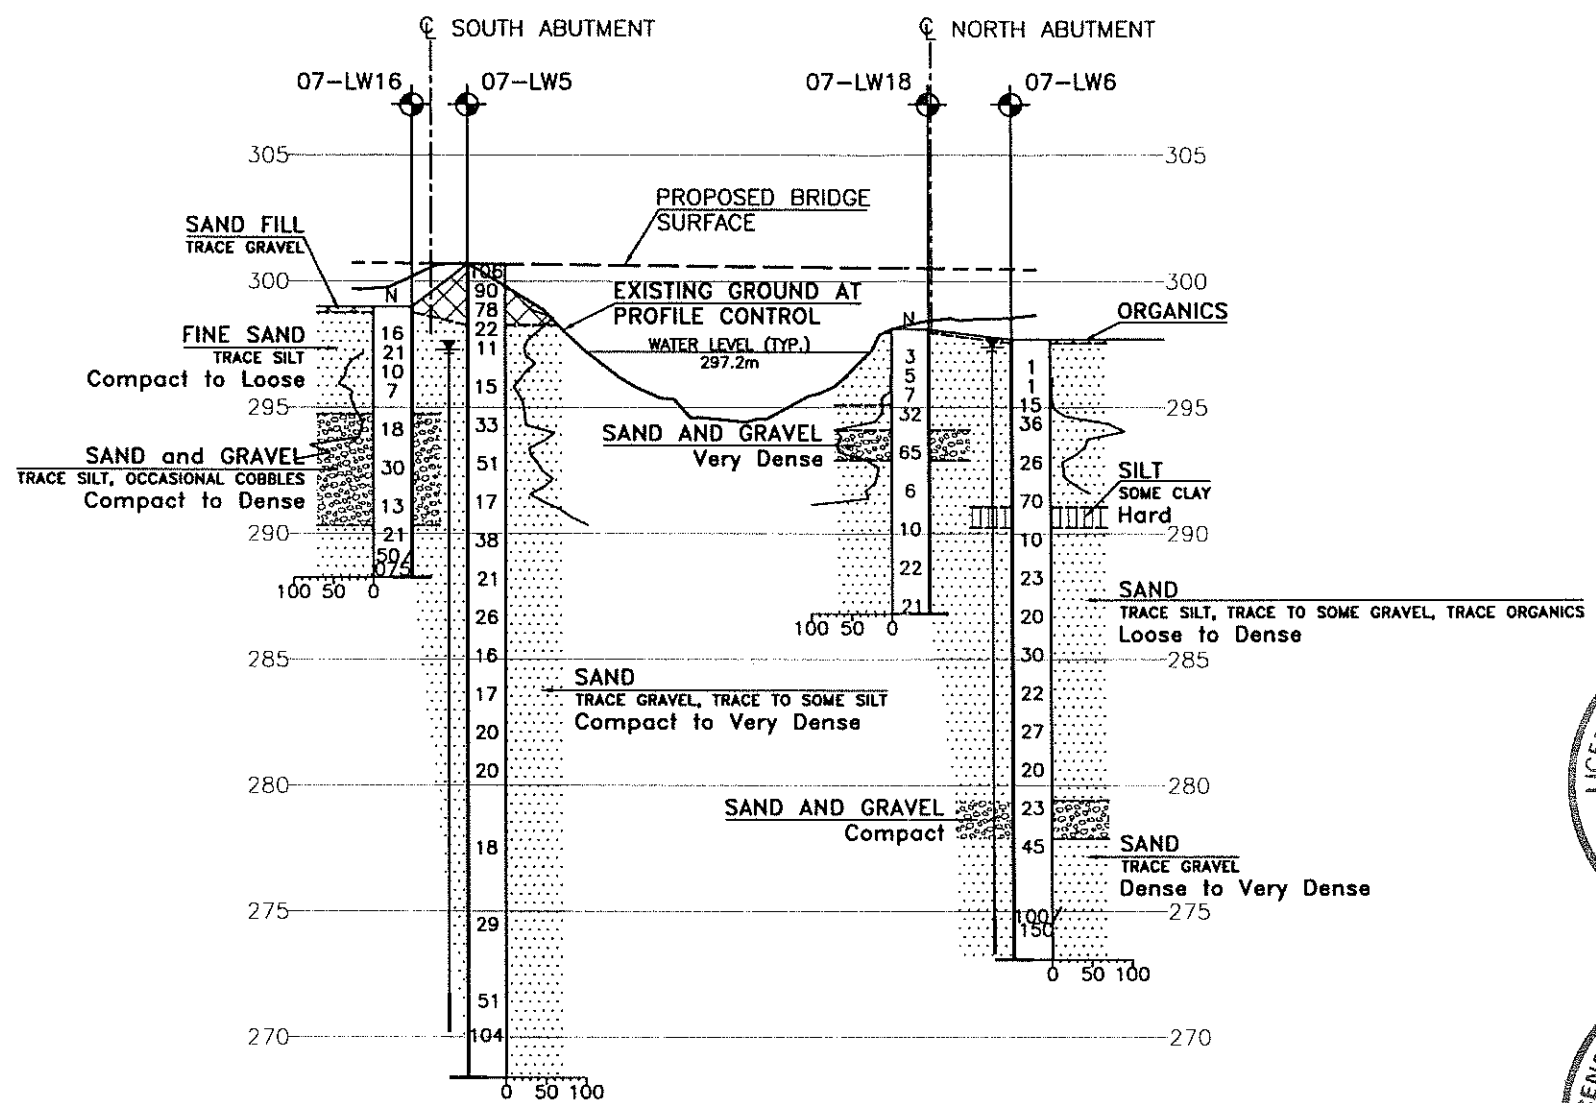 ℄ SOUTH ABUTMENT
℄ NORTH ABUTMENT
07-LW16
07-LW5
07-LW18
07-LW6
305
305
PROPOSED BRIDGE
SURFACE
SAND FILL
TRACE GRAVEL
300
300
EXISTING GROUND AT
PROFILE CONTROL
WATER LEVEL (TYP.)
297.2m
ORGANICS
FINE SAND
TRACE SILT
Compact to Loose
295
295
SAND and GRAVEL
TRACE SILT, OCCASIONAL COBBLES
Compact to Dense
SAND AND GRAVEL
Very Dense
SILT
SOME CLAY
Hard
290
290
N
16
21
10
7
18
30
13
21
50/
075
100 50 0
106
90
78
22
11
15
33
51
17
38
21
26
16
17
20
20
18
29
51
104
0 50 100
N
3
5
7
32
65
6
10
22
21
100 50 0
1
1
15
36
26
70
10
23
20
30
22
27
20
23
45
100/
150
0 50 100
SAND
TRACE SILT, TRACE TO SOME GRAVEL, TRACE ORGANICS
Loose to Dense
285
285
SAND
TRACE GRAVEL, TRACE TO SOME SILT
Compact to Very Dense
280
280
SAND AND GRAVEL
Compact
SAND
TRACE GRAVEL
Dense to Very Dense
275
275
270
270